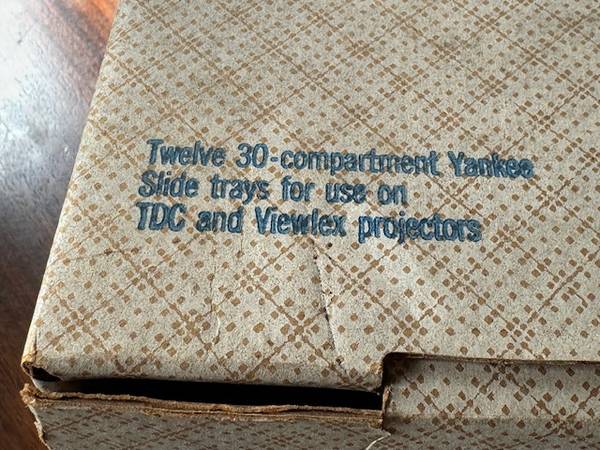 Twelve 30-compartment Yankee
Slide trays for use on
TDC and Viewlex projectors